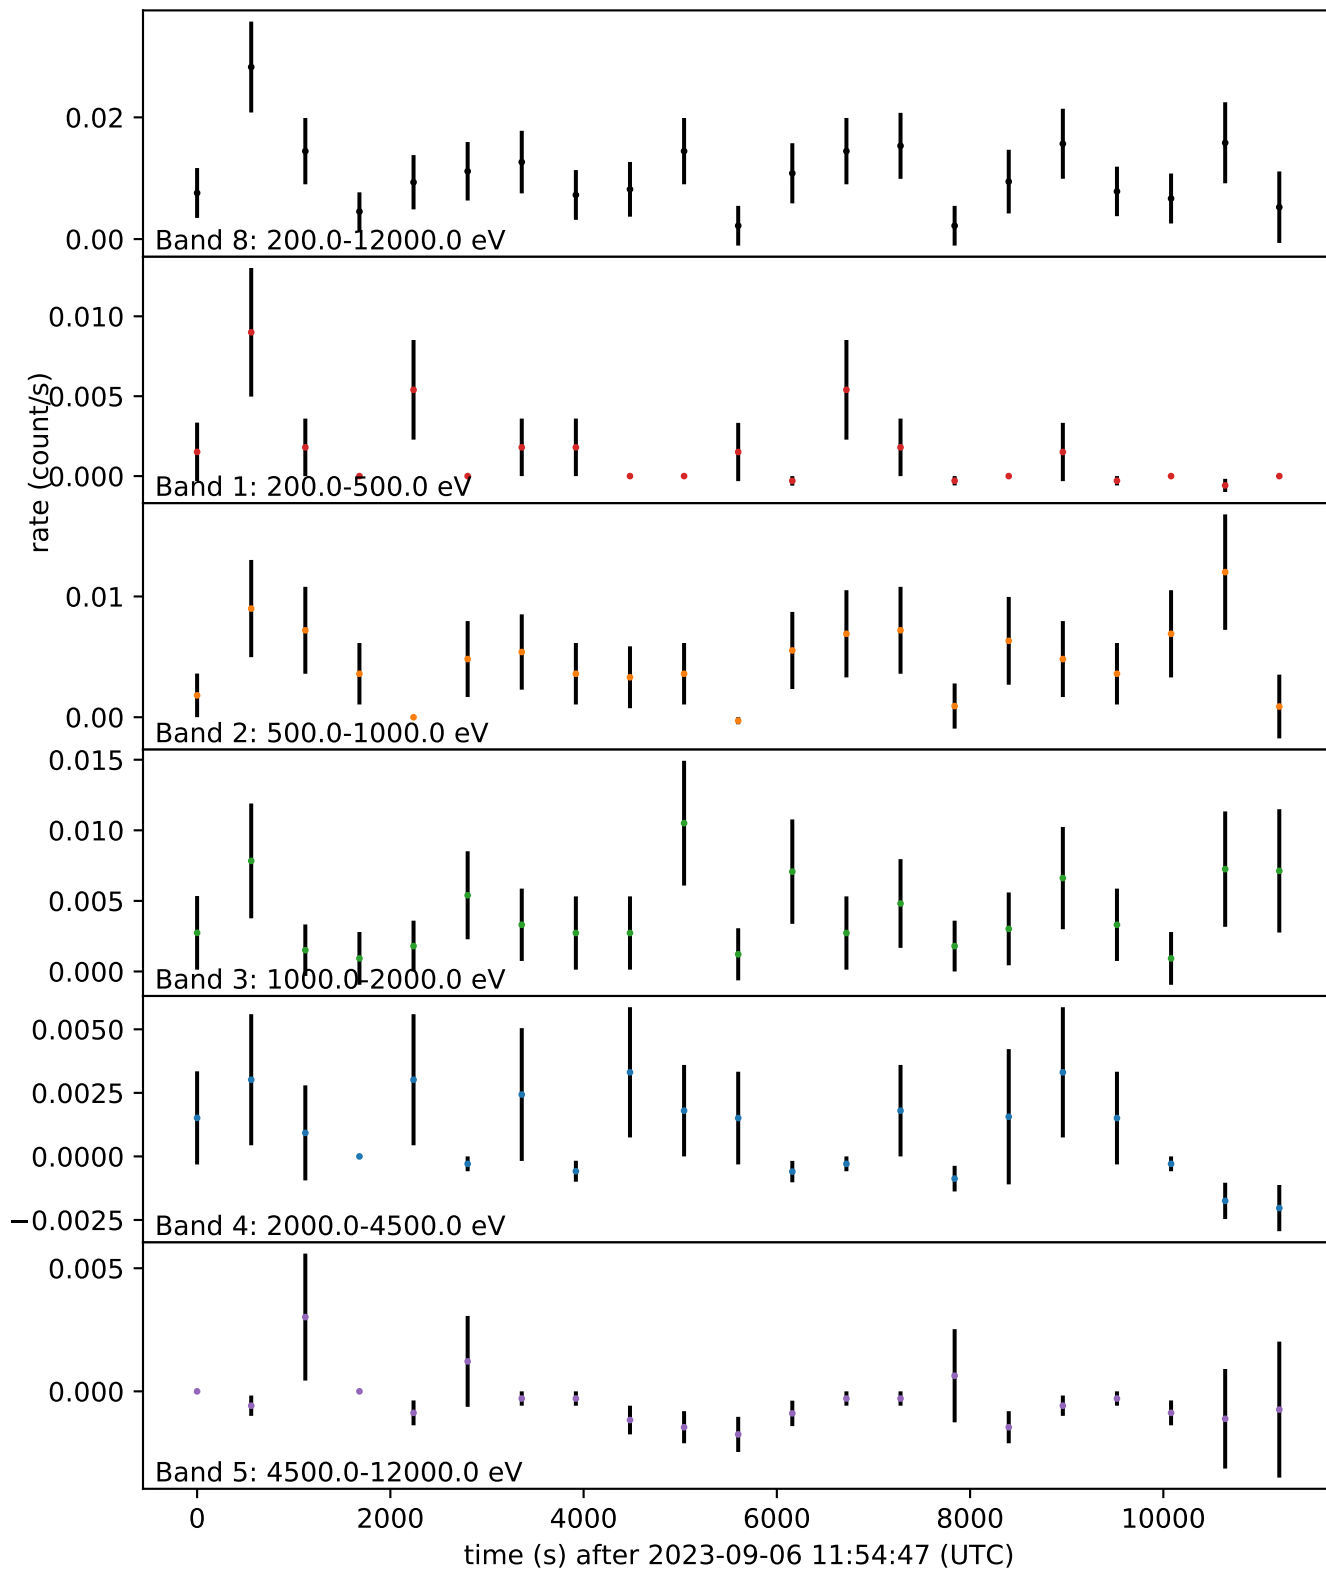 0.02
0.00
Band 8: 200.0-12000.0 eV
0.010
0.005
0.000
Band 1: 200.0-500.0 eV
rate (count/s)
0.01
0.00
Band 2: 500.0-1000.0 eV
0.015
0.010
0.005
0.000
Band 3: 1000.0-2000.0 eV
0.0050
0.0025
0.0000
−0.0025
Band 4: 2000.0-4500.0 eV
0.005
0.000
Band 5: 4500.0-12000.0 eV
0 2000 4000 6000 8000 10000
time (s) after 2023-09-06 11:54:47 (UTC)